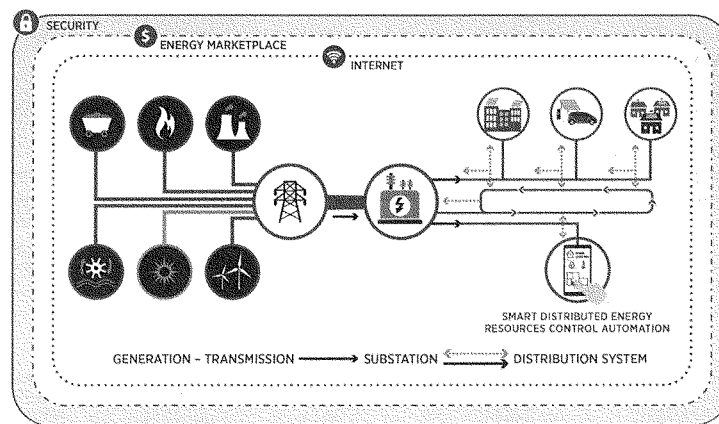 SECURITY
$
ENERGY MARKETPLACE
INTERNET
SMART DISTRIBUTED ENERGY
RESOURCES CONTROL AUTOMATION
GENERATION – TRANSMISSION SUBSTATION DISTRIBUTION SYSTEM